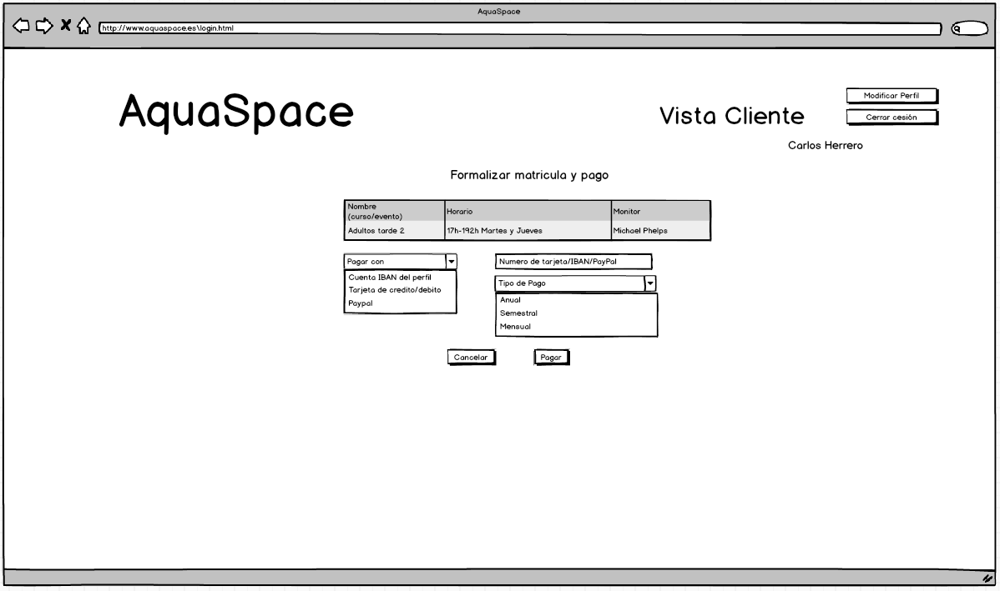 AquaSpace
http://www.aquaspace.es\login.html
AquaSpace
Vista Cliente
Modificar Perfil
Cerrar cesión
Carlos Herrero
Formalizar matricula y pago
Nombre
(curso/evento)
Horario
Monitor
Adultos tarde 2
17h-192h Martes y Jueves
Michael Phelps
Pagar con
Cuenta IBAN del perfil
Tarjeta de credito/debito
Paypal
Numero de tarjeta/IBAN/PayPal
Tipo de Pago
Anual
Semestral
Mensual
Cancelar
Pagar